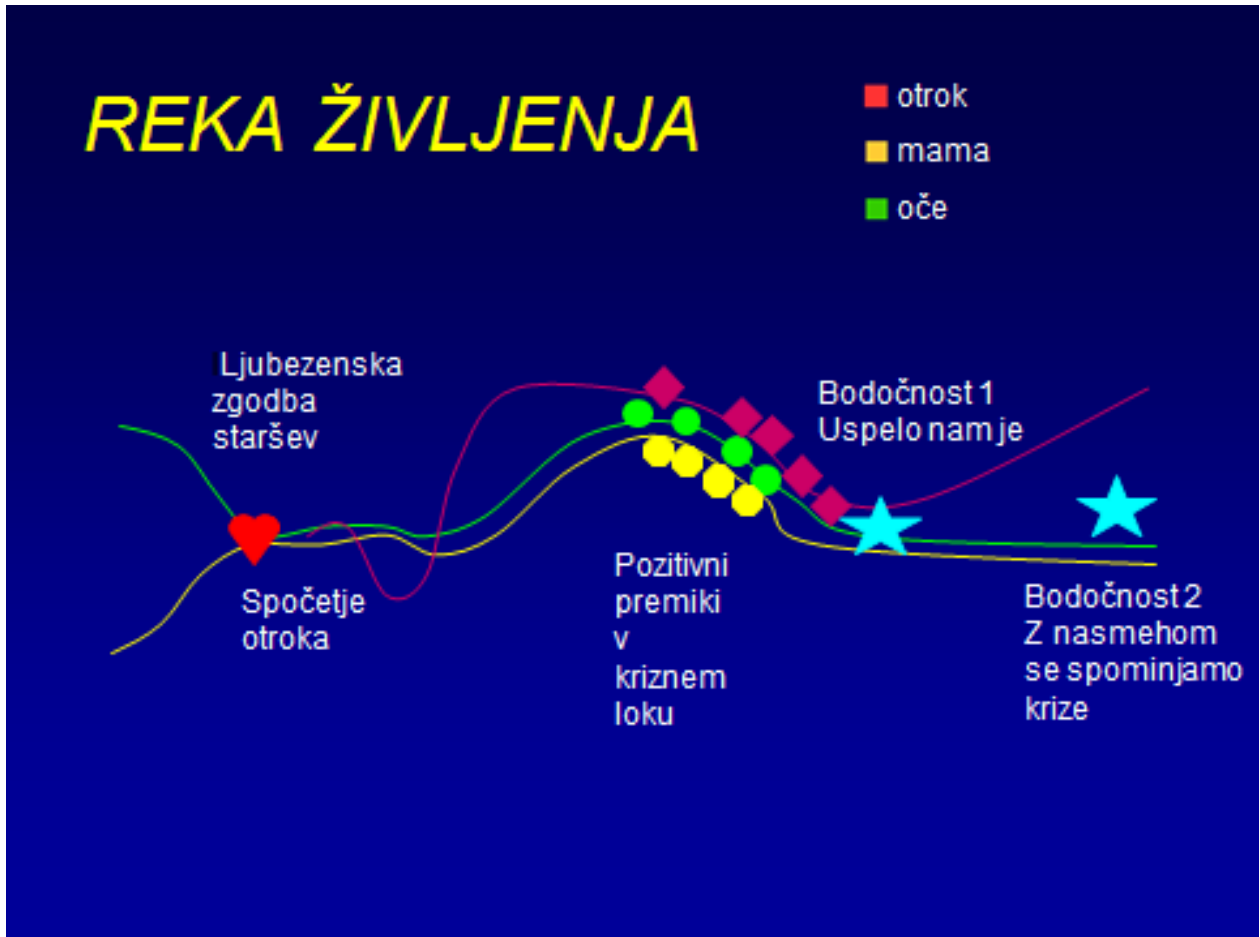 REKA ŽIVLJENJA
otrok
mama
oče
Ljubezenska
zgodba
staršev
Spočetje
otroka
Pozitivni
premiki
v
kriznem
loku
Bodočnost 1
Uspelo nam je
Bodočnost 2
Z nasmehom
se spominjamo
krize